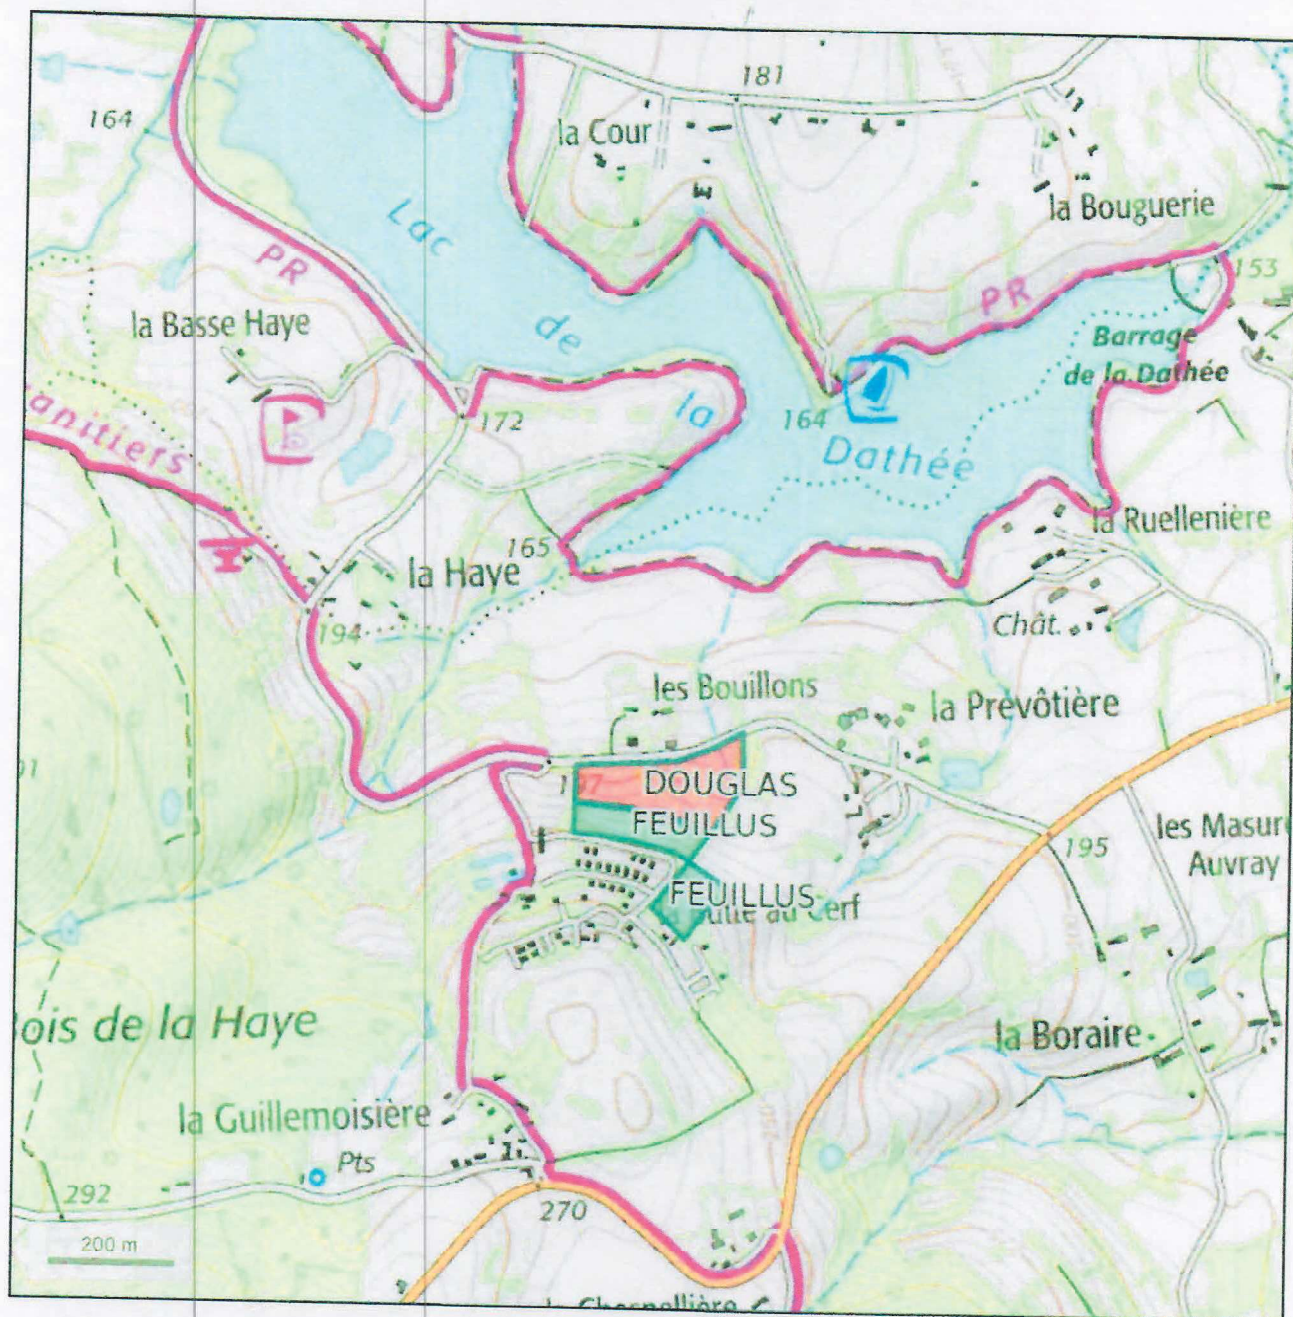 181
164
la Cour
la Bouguerie
Lac
PR
153
de
PR
la Basse Haye
Barrage
de la Dathée
172
la
164
Dathée
la Ruellenière
165
la Haye
194
Chât.
les Bouillons
la Prévôtière
DOUGLAS
FEUILLUS
195
les Masur
Auvray
FEUILLUS
ois de la Haye
la Boraire
la Guillemoisière
Pts
292
270
200 m